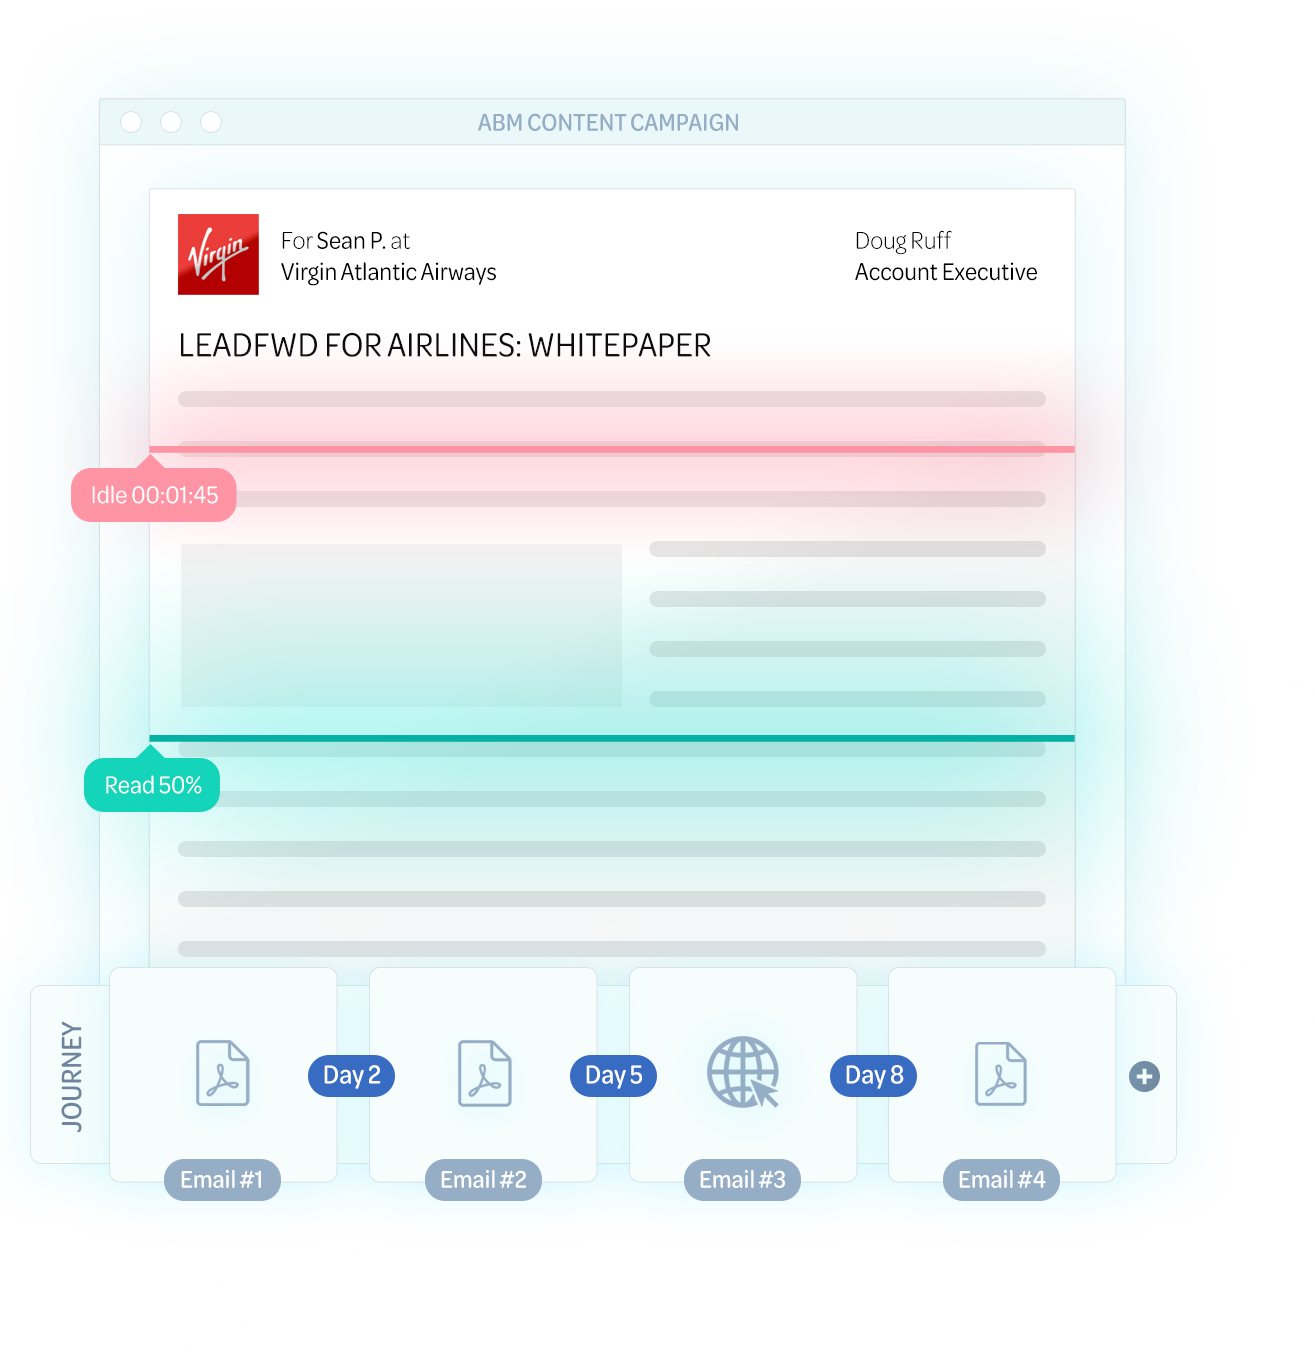 ABM CONTENT CAMPAIGN
Virgin
For Sean P. at
Virgin Atlantic Airways
Doug Ruff
Account Executive
LEADFWD FOR AIRLINES: WHITEPAPER
Idle 00:01:45
Read 50%
JOURNEY
Day 2
Day 5
Day 8
Email #1
Email #2
Email #3
Email #4